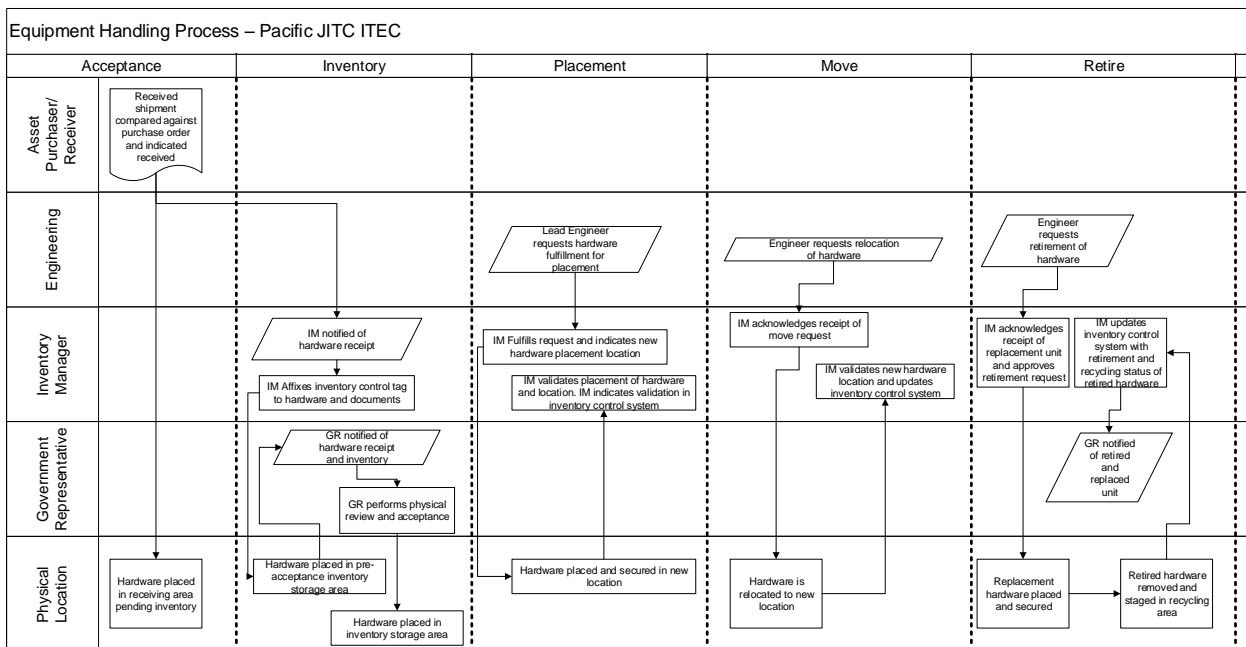 Equipment Handling Process – Pacific JITC ITEC
Acceptance
Inventory
Placement
Move
Retire
Asset
Purchaser/
Receiver
Received
shipment
compared against
purchase order
and indicated
received
Engineering
Lead Engineer
requests hardware
fulfillment for
placement
Engineer requests relocation
of hardware
Engineer
requests
retirement of
hardware
Inventory
Manager
IM notified of
hardware receipt
IM Affixes inventory control tag
to hardware and documents
IM Fulfills request and indicates new
hardware placement location
IM validates placement of hardware
and location. IM indicates validation
in inventory control system
IM acknowledges receipt of
move request
IM validates new hardware
location and updates
inventory control system
IM acknowledges
receipt of
replacement unit
and approves
retirement request
IM updates
inventory control
system with
retirement and
recycling status of
retired hardware
Government
Representative
GR notified of
hardware receipt
and inventory
GR performs physical
review and acceptance
GR notified
of retired and
replaced
unit
Physical
Location
Hardware placed
in receiving area
pending inventory
Hardware placed in pre-
acceptance inventory
storage area
Hardware placed in
inventory storage area
Hardware placed and secured in new
location
Hardware is
relocated to new
location
Replacement
hardware placed
and secured
Retired hardware
removed and
staged in recycling
area